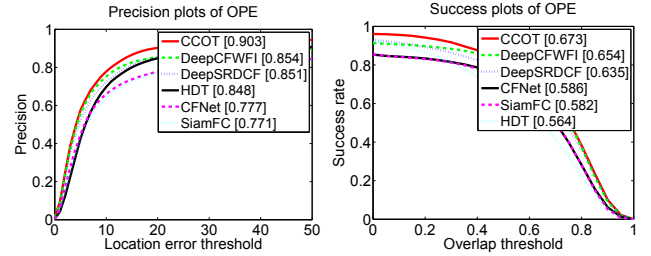 Precision plots of OPE
Precision
1
0.8
0.6
0.4
0.2
0
CCOT [0.903]
DeepCFWFI [0.854]
DeepSRDCF [0.851]
HDT [0.848]
CFNet [0.777]
SiamFC [0.771]
0 10 20 30 40 50
Location error threshold
Success plots of OPE
Success rate
1
0.8
0.6
0.4
0.2
0
CCOT [0.673]
DeepCFWFI [0.654]
DeepSRDCF [0.635]
CFNet [0.586]
SiamFC [0.582]
HDT [0.564]
0 0.2 0.4 0.6 0.8 1
Overlap threshold